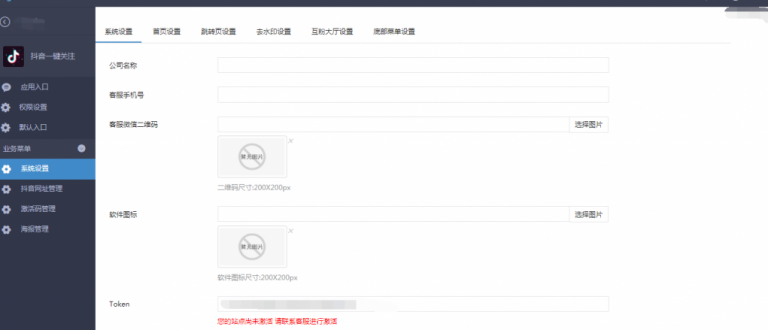 系统设置 首页设置 跳转页设置 去水印设置 互粉大厅设置 底部菜单设置
抖音一键关注
应用入口
权限设置
默认入口
业务菜单
系统设置
抖音网址管理
激活码管理
海报管理
公司名称
客服手机号
客服微信二维码 选择图片
暂无图片
二维码尺寸:200X200px
软件图标 选择图片
暂无图片
软件图标尺寸:200X200px
Token
您的站点尚未激活 请联系客服进行激活